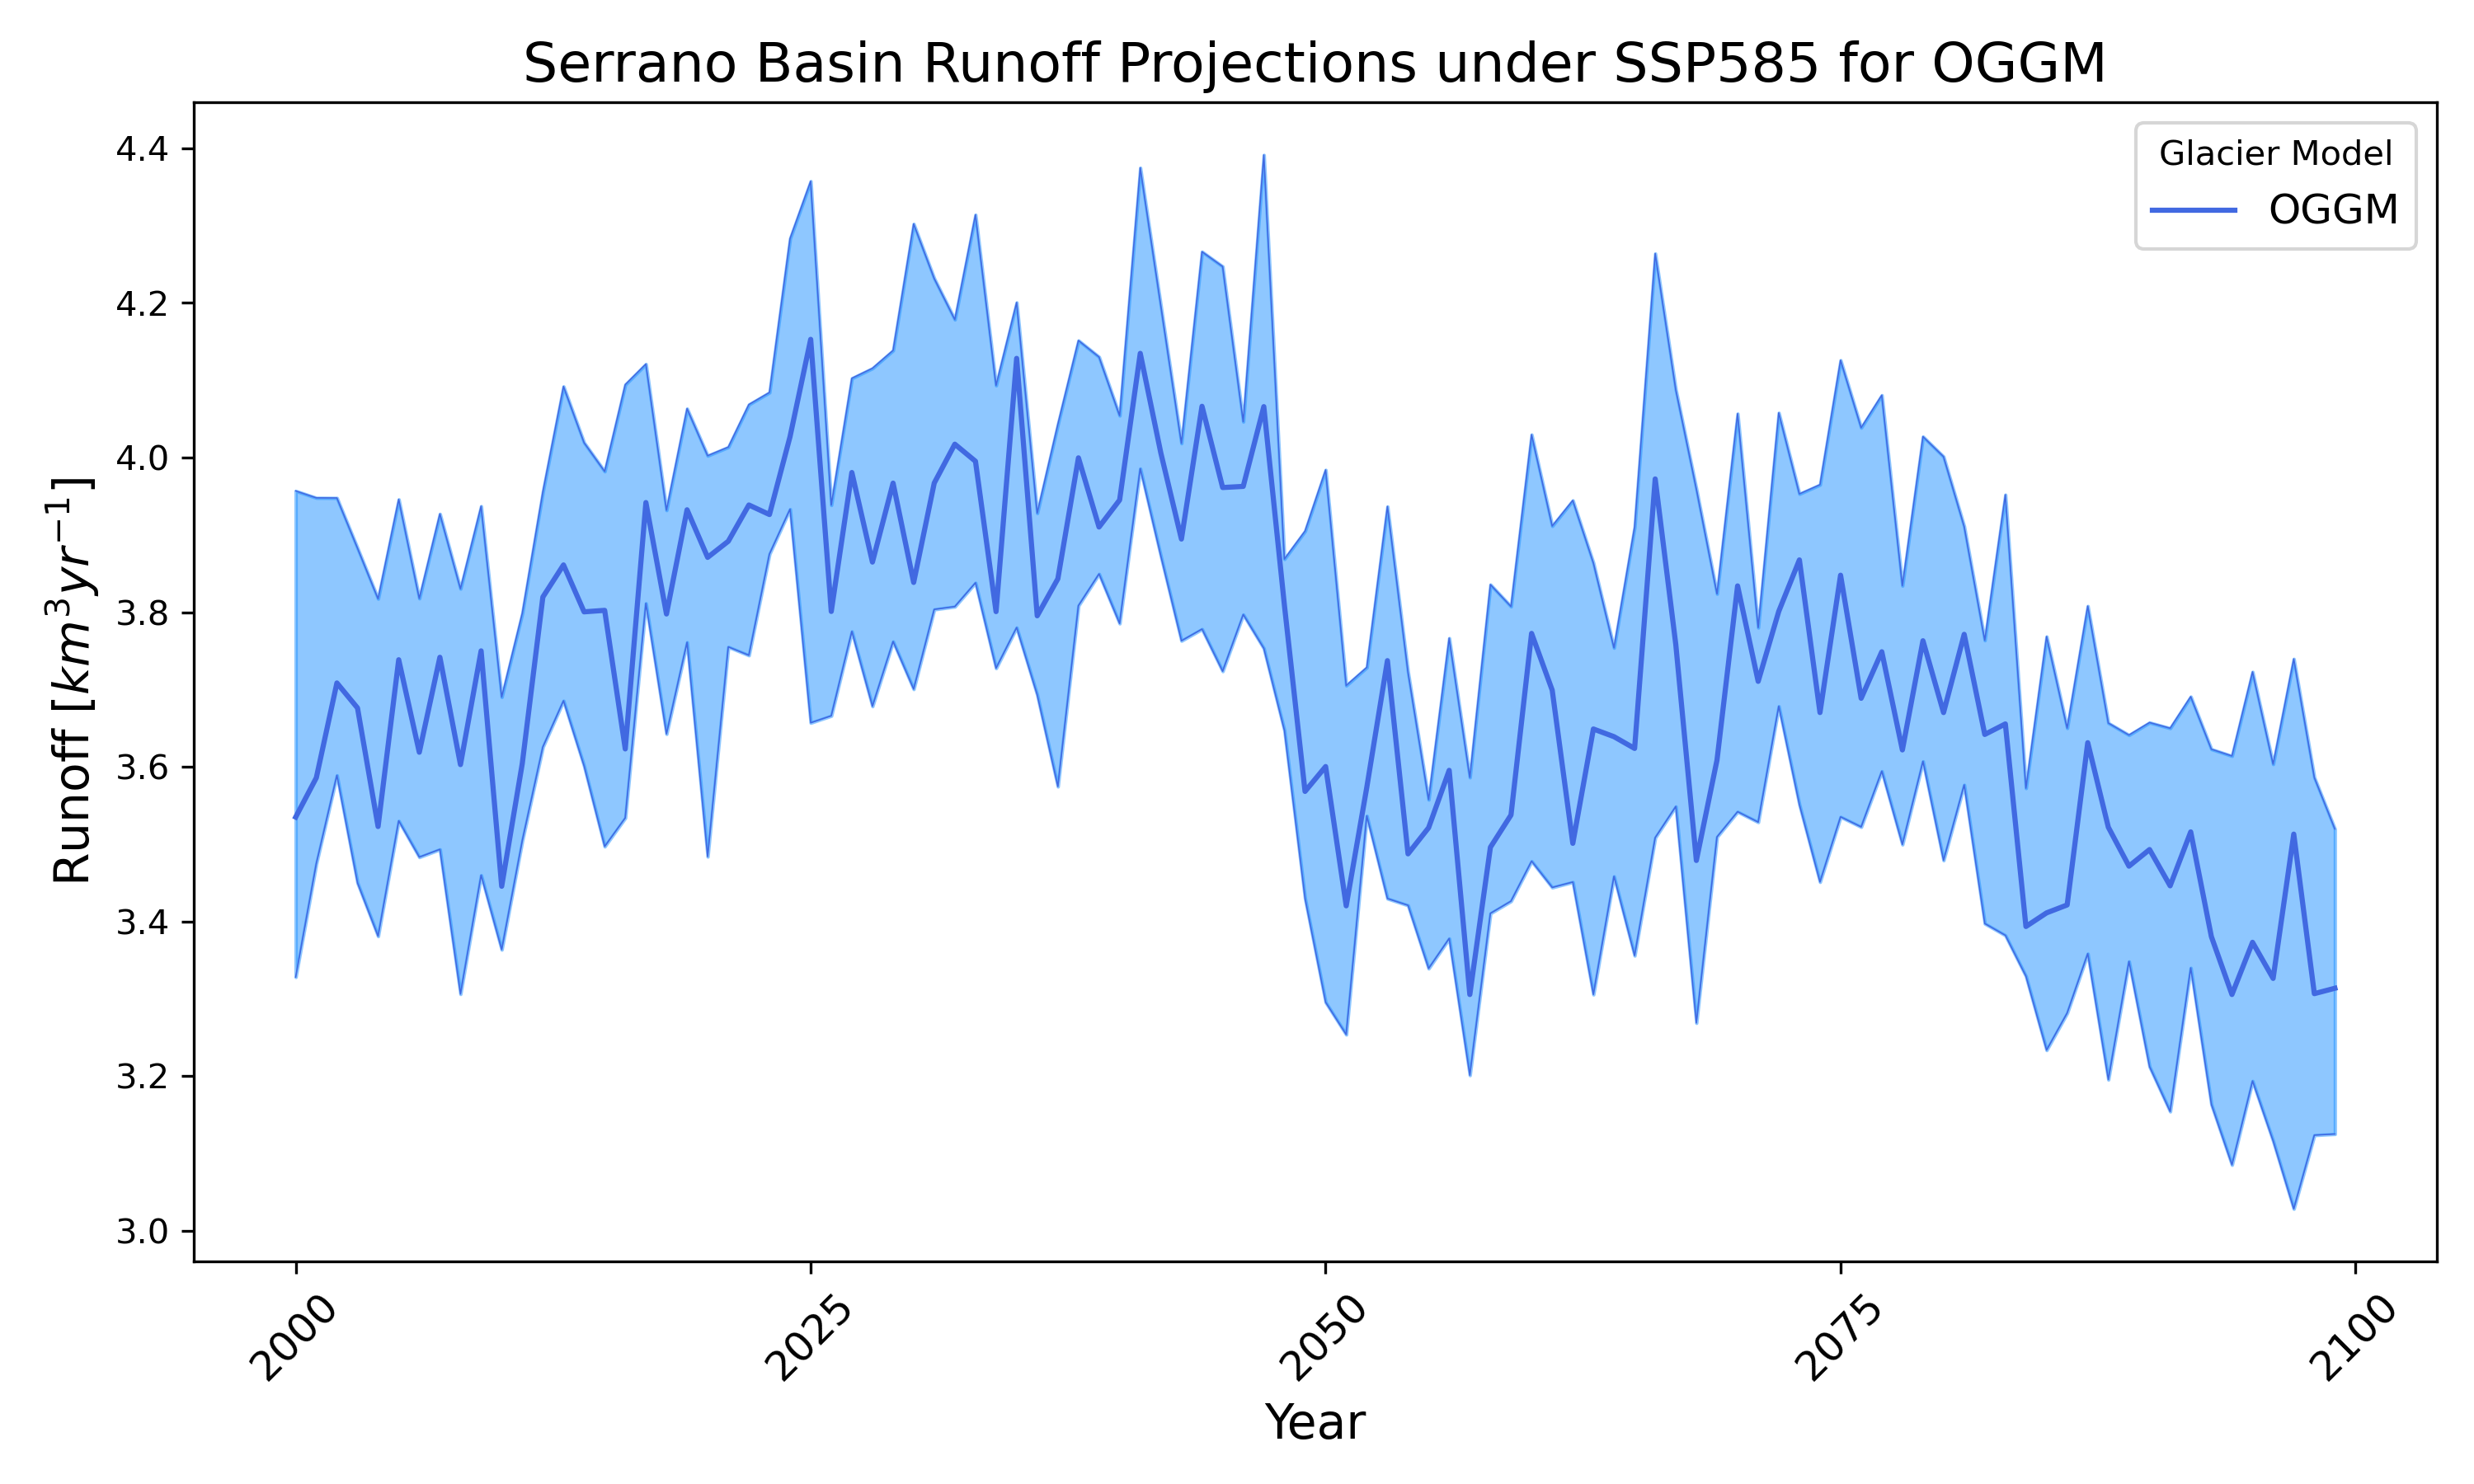 Serrano Basin Runoff Projections under SSP585 for OGGM
Glacier Model
OGGM
Runoff [km³yr⁻¹]
4.4
4.2
4.0
3.8
3.6
3.4
3.2
3.0
2000
2025
2050
2075
2100
Year